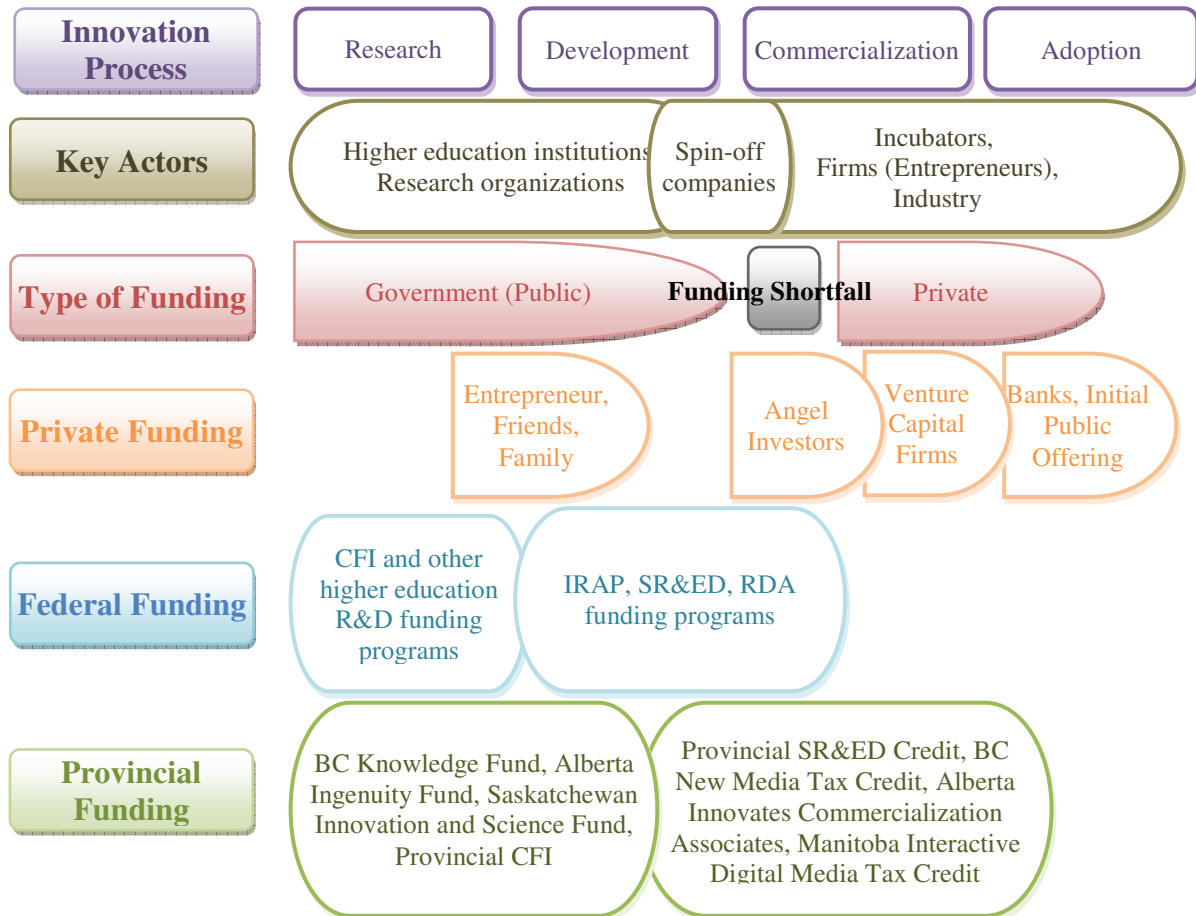 Innovation
Process
Research
Development
Commercialization
Adoption
Key Actors
Higher education institutions
Research organizations
Spin-off
companies
Incubators,
Firms (Entrepreneurs),
Industry
Type of Funding
Government (Public)
Funding Shortfall
Private
Private Funding
Entrepreneur,
Friends,
Family
Angel
Investors
Venture
Capital
Firms
Banks, Initial
Public
Offering
Federal Funding
CFI and other
higher education
R&D funding
programs
IRAP, SR&ED, RDA
funding programs
Provincial
Funding
BC Knowledge Fund, Alberta
Ingenuity Fund, Saskatchewan
Innovation and Science Fund,
Provincial CFI
Provincial SR&ED Credit, BC
New Media Tax Credit, Alberta
Innovates Commercialization
Associates, Manitoba Interactive
Digital Media Tax Credit